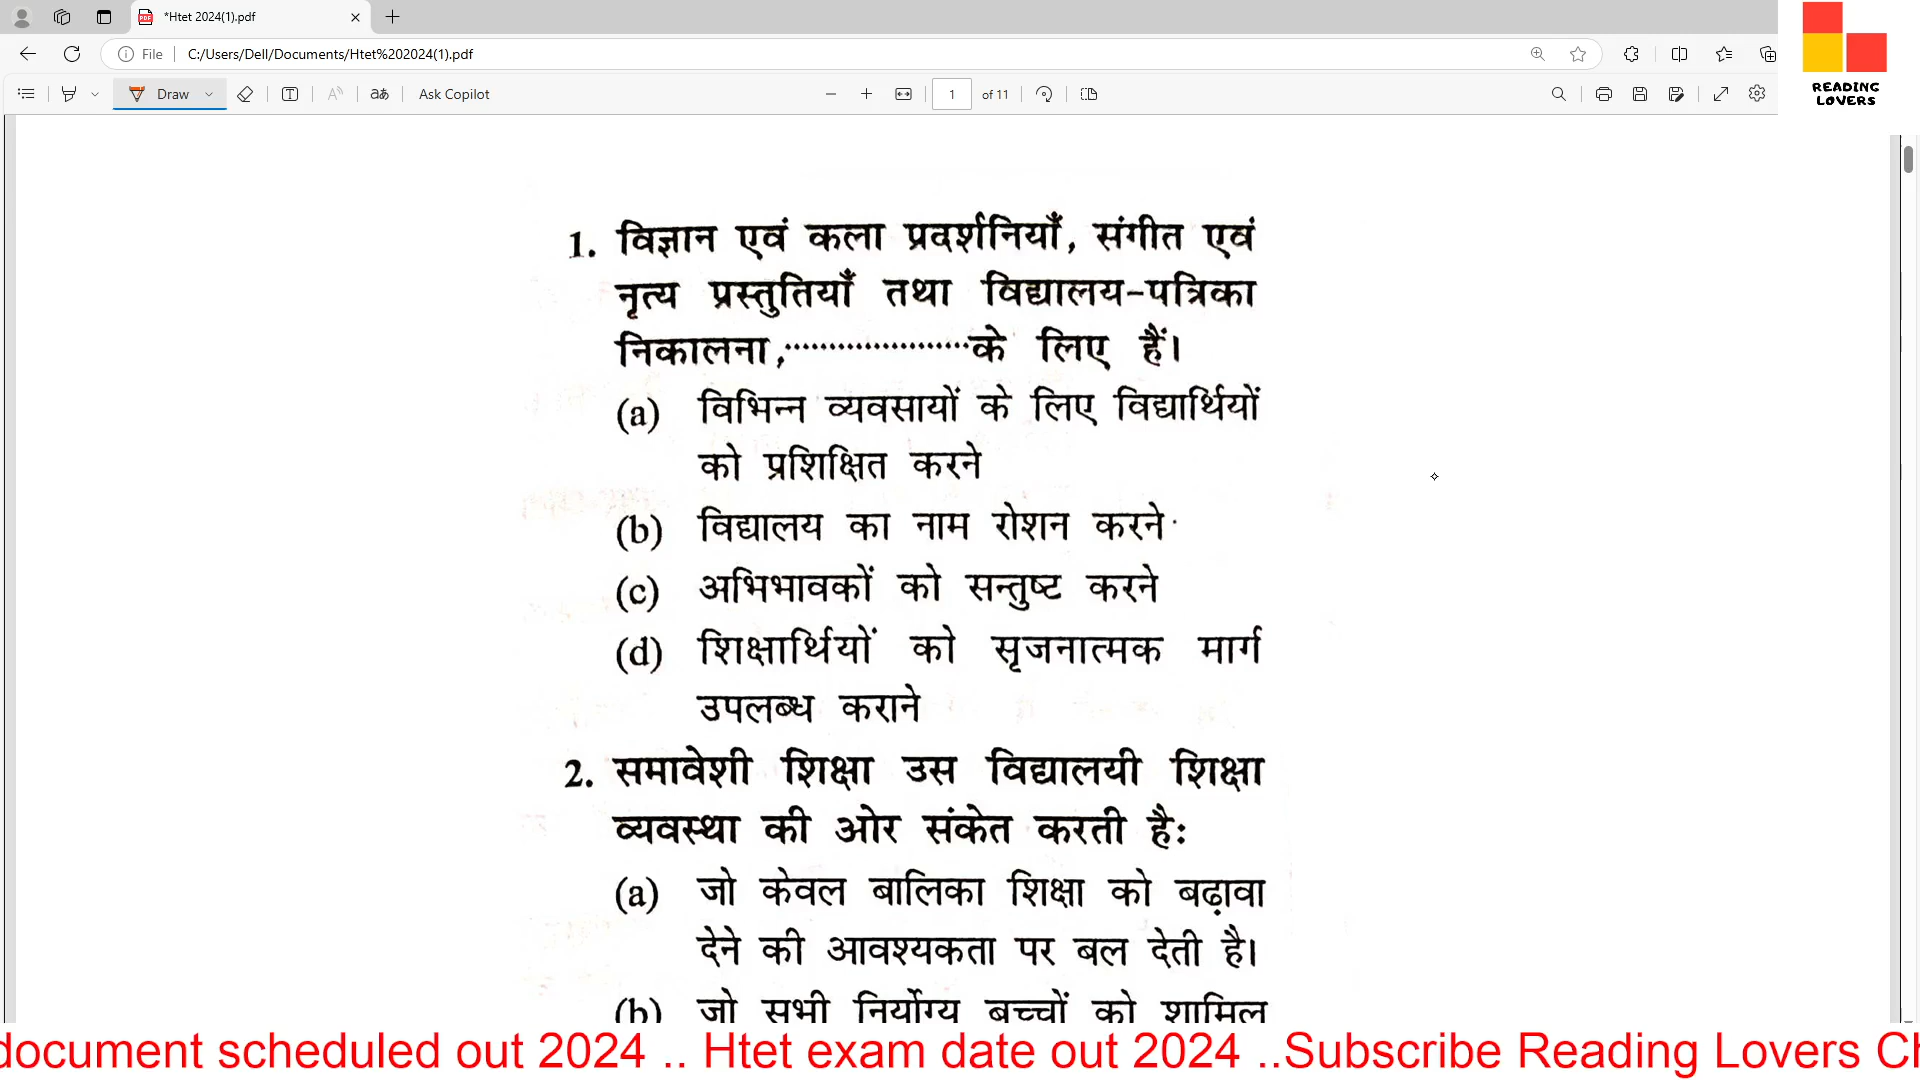 *Htet 2024(1).pdf
File
C:/Users/Dell/Documents/Htet%202024(1).pdf
Draw
Ask Copilot
1
of 11
READING
LOVERS
1. विज्ञान एवं कला प्रदर्शनियाँ, संगीत एवं
नृत्य प्रस्तुतियाँ तथा विद्यालय-पत्रिका
निकालना,.....................के लिए हैं।
(a) विभिन्न व्यवसायों के लिए विद्यार्थियों
को प्रशिक्षित करने
(b) विद्यालय का नाम रोशन करने
(c) अभिभावकों को सन्तुष्ट करने
(d) शिक्षार्थियों को सृजनात्मक मार्ग
उपलब्ध कराने
2. समावेशी शिक्षा उस विद्यालयी शिक्षा
व्यवस्था की ओर संकेत करती है:
(a) जो केवल बालिका शिक्षा को बढ़ावा
देने की आवश्यकता पर बल देती है।
(b) जो सभी निर्योग्य बच्चों को शामिल
document scheduled out 2024 .. Htet exam date out 2024 ..Subscribe Reading Lovers Ch